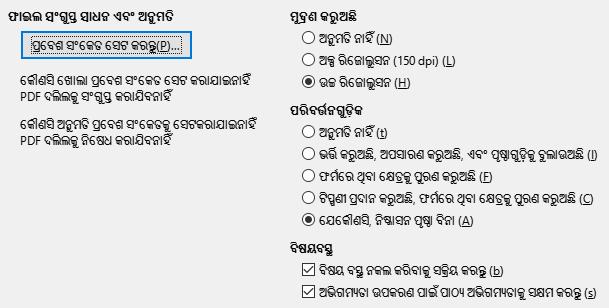 ଫାଇଲ ସଂଗୁପ୍ତ ସାଧନ ଏବଂ ଅନୁମତି
ପ୍ରବେଶ ସଂକେତ ସେଟ କରନ୍ତୁ(P)...
କୌଣସି ଖୋଲା ପ୍ରବେଶ ସଂକେତ ସେଟ କରାଯାଇନାହିଁ
PDF ଦଲିଲକୁ ସଂଗୁପ୍ତ କରାଯିବନାହିଁ
କୌଣସି ଅନୁମତି ପ୍ରବେଶ ସଂକେତକୁ ସେଟକରାଯାଇନାହିଁ
PDF ଦଲିଲକୁ ନିଷେଧ କରାଯିବନାହିଁ
ମୁଦ୍ରଣ କରୁଅଛି
ଅନୁମତି ନାହିଁ (N)
ଅଳ୍ପ ରିଜୋଲୁସନ (150 dpi) (L)
ଉଚ୍ଚ ରିଜୋଲୁସନ (H)
ପରିବର୍ତ୍ତନଗୁଡ଼ିକ
ଅନୁମତି ନାହିଁ (t)
ଭର୍ତ୍ତି କରୁଅଛି, ଅପସାରଣ କରୁଅଛି, ଏବଂ ପୃଷ୍ଠାଗୁଡ଼ିକୁ ବୁଲାଉଅଛି (I)
ଫର୍ମରେ ଥିବା କ୍ଷେତ୍ରକୁ ପୁରଣ କରୁଅଛି (F)
ଟିପ୍ପଣୀ ପ୍ରଦାନ କରୁଅଛି, ଫର୍ମରେ ଥିବା କ୍ଷେତ୍ରକୁ ପୁରଣ କରୁଅଛି (C)
ଯେକୌଣସି, ନିଷ୍କାସନ ପୃଷ୍ଠା ବିନା (A)
ବିଷୟବସ୍ତୁ
ବିଷୟ ବସ୍ତୁ ନକଲ କରିବାକୁ ସକ୍ରିୟ କରନ୍ତୁ (b)
ଅଭିଗମ୍ୟତା ଉପକରଣ ପାଇଁ ପାଠ୍ୟ ଅଭିଗମ୍ୟତାକୁ ସକ୍ଷମ କରନ୍ତୁ (s)